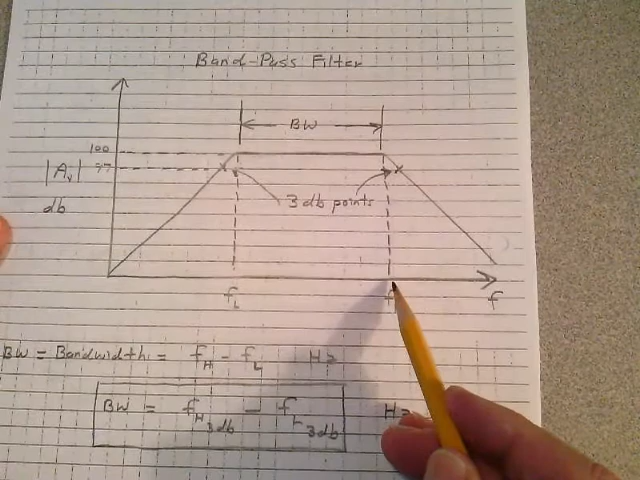 Band-Pass Filter
BW
100
|Av| 97
db
3 db points
fL f f
BW = Bandwidth = fH - fL Hz
BW = fH3db - fL3db Hz